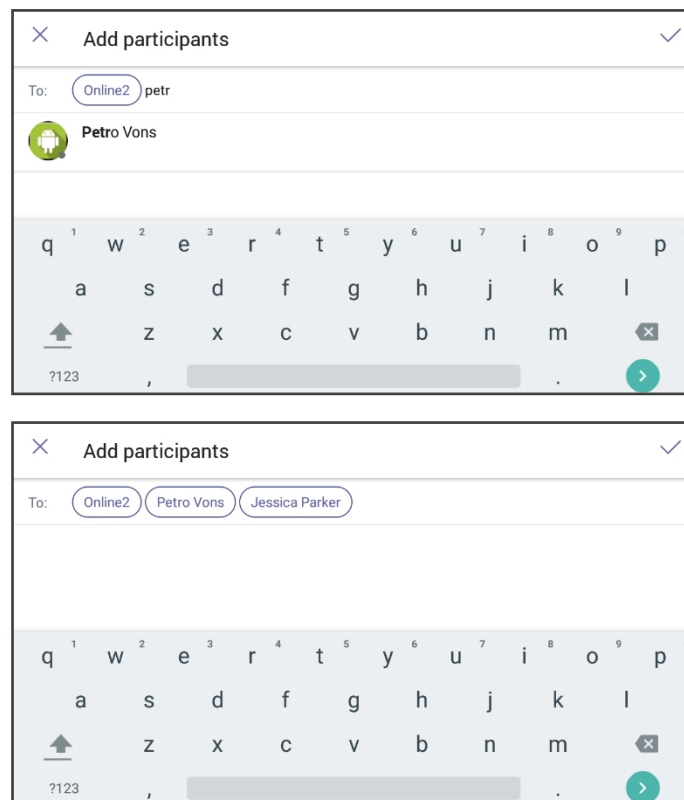 Add participants
To: Online2 petr
Petro Vons
q 1 w 2 e 3 r 4 t 5 y 6 u 7 i 8 o 9 p
a s d f g h j k l
z x c v b n m
?123 , .
Add participants
To: Online2 Petro Vons Jessica Parker
q 1 w 2 e 3 r 4 t 5 y 6 u 7 i 8 o 9 p
a s d f g h j k l
z x c v b n m
?123 , .